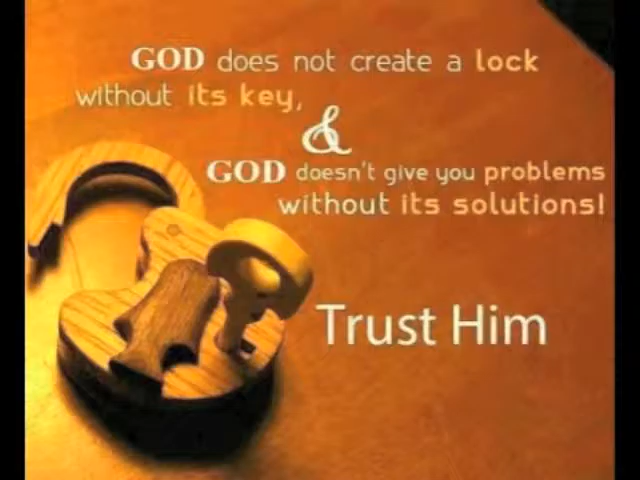 GOD does not create a lock
without its key,
&
GOD doesn't give you problems
without its solutions!
Trust Him